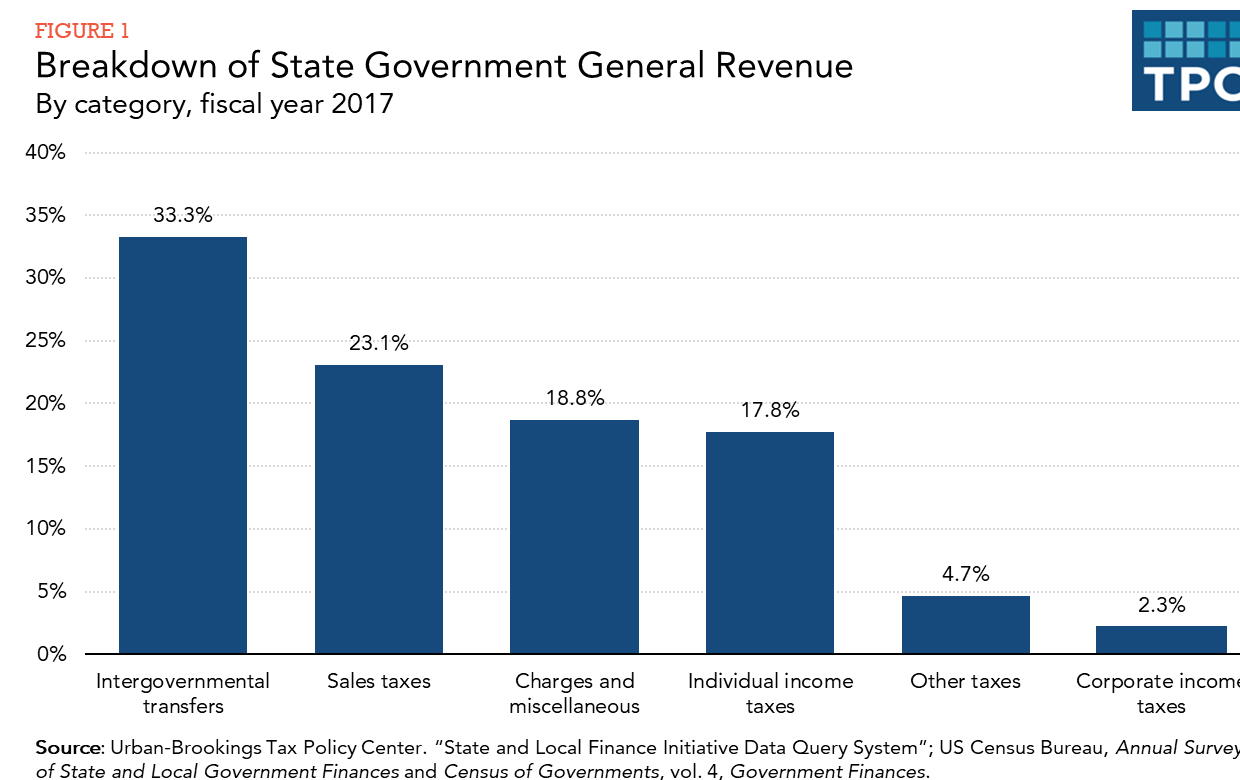 FIGURE 1
Breakdown of State Government General Revenue
By category, fiscal year 2017
40%
35%
30%
25%
20%
15%
10%
5%
0%
33.3%
23.1%
18.8%
17.8%
4.7%
2.3%
Intergovernmental
transfers
Sales taxes
Charges and
miscellaneous
Individual income
taxes
Other taxes
Corporate income
taxes
Source: Urban-Brookings Tax Policy Center. “State and Local Finance Initiative Data Query System”; US Census Bureau, Annual Survey
of State and Local Government Finances and Census of Governments, vol. 4, Government Finances.
TPC